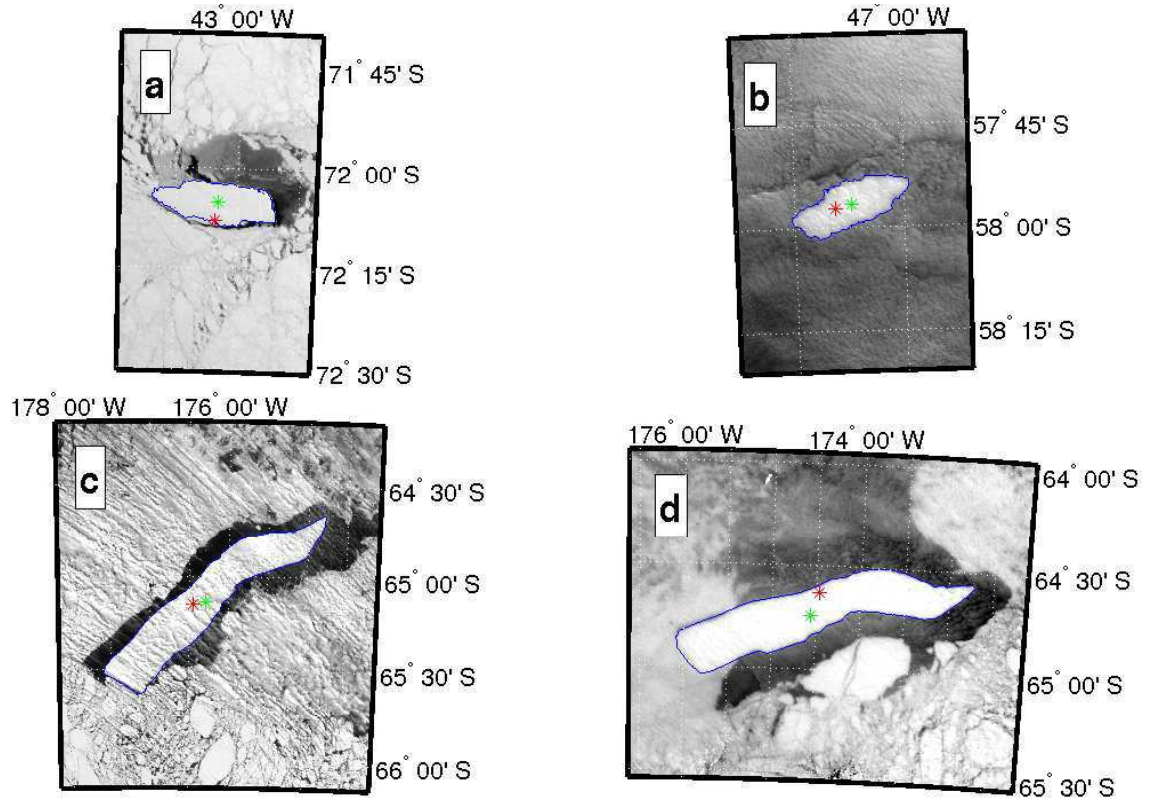 43° 00' W
a
71° 45' S
72° 00' S
72° 15' S
72° 30' S
47° 00' W
b
57° 45' S
58° 00' S
58° 15' S
178° 00' W 176° 00' W
c
64° 30' S
65° 00' S
65° 30' S
66° 00' S
176° 00' W 174° 00' W
d
64° 00' S
64° 30' S
65° 00' S
65° 30' S